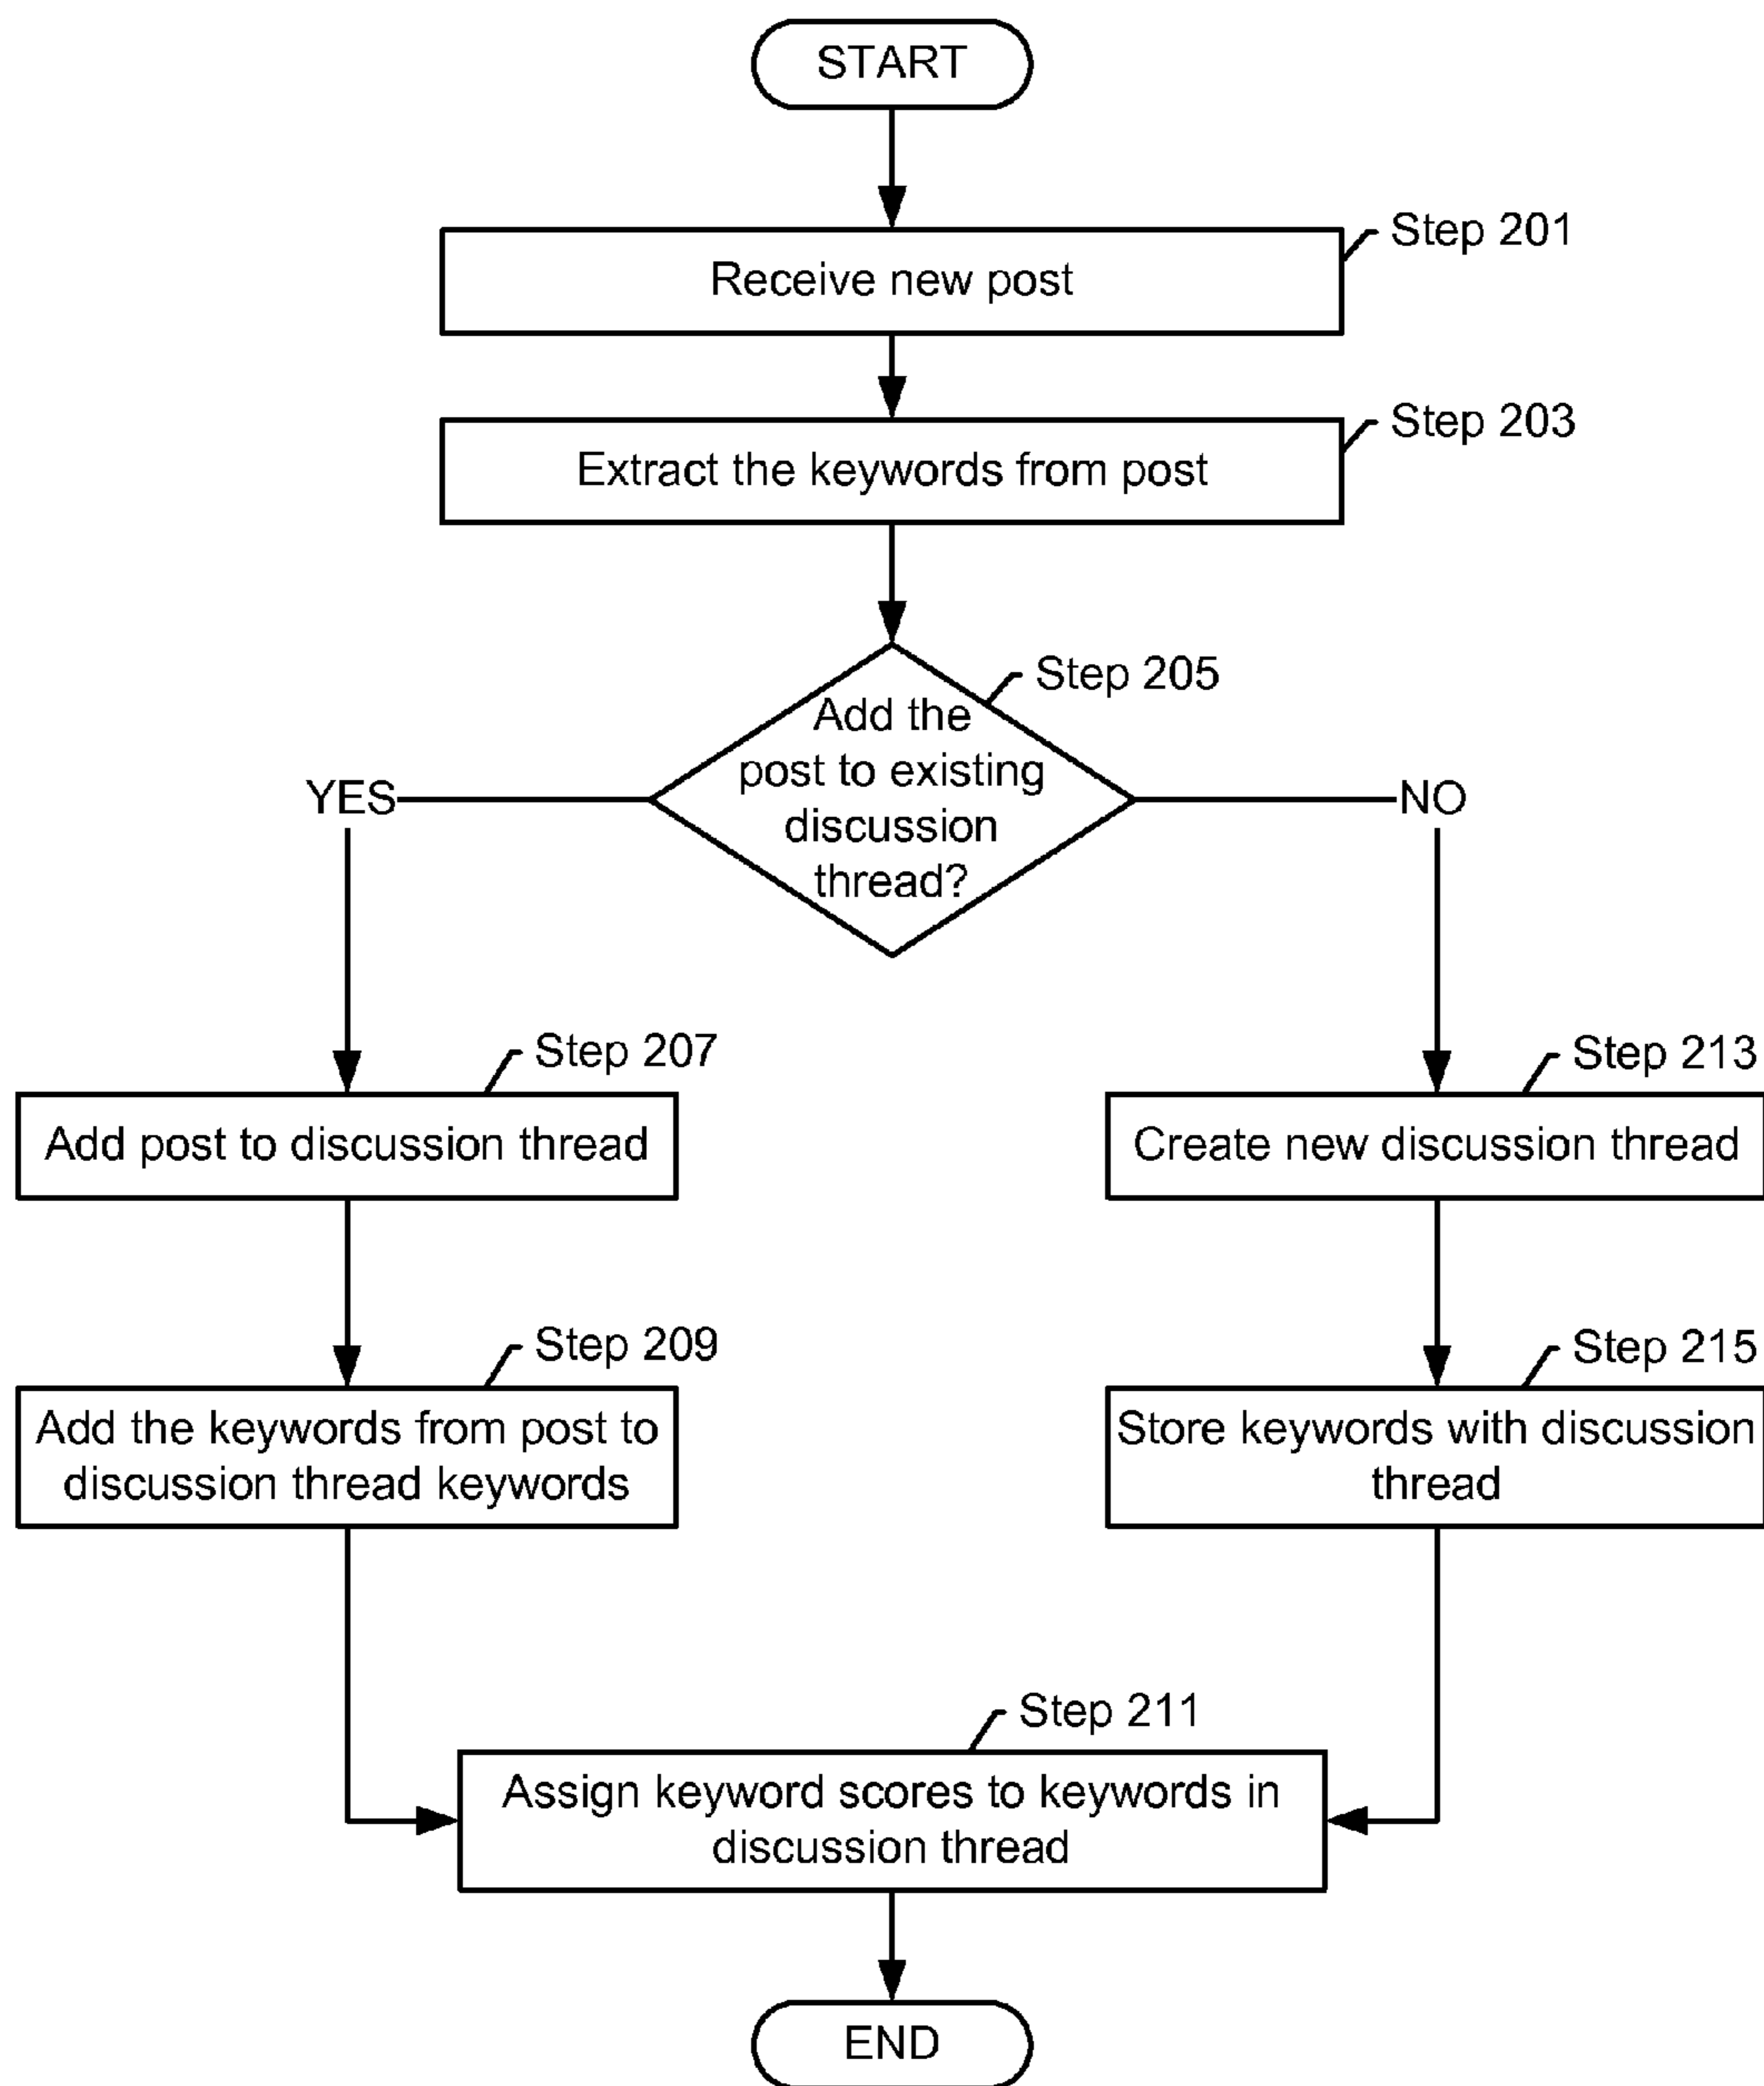 START
Step 201
Receive new post
Step 203
Extract the keywords from post
Step 205
Add the
post to existing
discussion
thread?
YES
NO
Step 207
Add post to discussion thread
Step 213
Create new discussion thread
Step 209
Add the keywords from post to
discussion thread keywords
Step 215
Store keywords with discussion
thread
Step 211
Assign keyword scores to keywords in
discussion thread
END